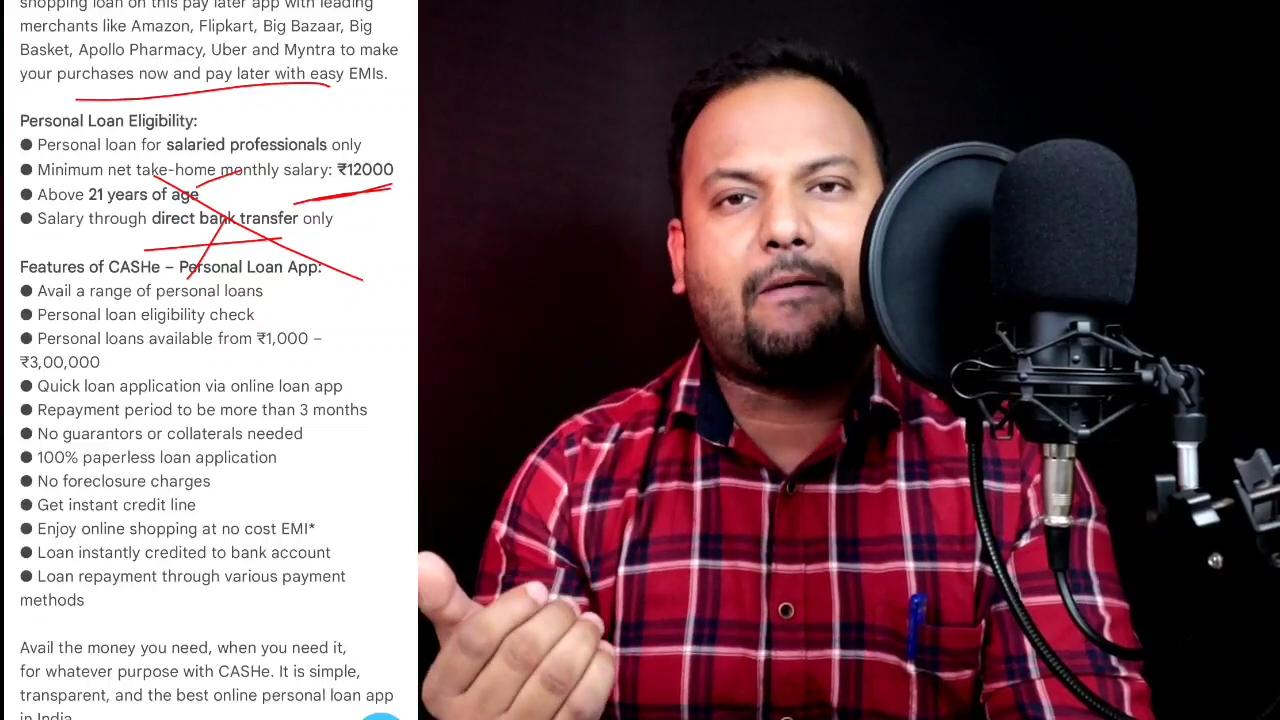 shopping loan on this pay later app with leading
merchants like Amazon, Flipkart, Big Bazaar, Big
Basket, Apollo Pharmacy, Uber and Myntra to make
your purchases now and pay later with easy EMIs.
Personal Loan Eligibility:
● Personal loan for salaried professionals only
● Minimum net take-home monthly salary: ₹12000
● Above 21 years of age
● Salary through direct bank transfer only
Features of CASHe – Personal Loan App:
● Avail a range of personal loans
● Personal loan eligibility check
● Personal loans available from ₹1,000 –
₹3,00,000
● Quick loan application via online loan app
● Repayment period to be more than 3 months
● No guarantors or collaterals needed
● 100% paperless loan application
● No foreclosure charges
● Get instant credit line
● Enjoy online shopping at no cost EMI*
● Loan instantly credited to bank account
● Loan repayment through various payment
methods
Avail the money you need, when you need it,
for whatever purpose with CASHe. It is simple,
transparent, and the best online personal loan app
in India